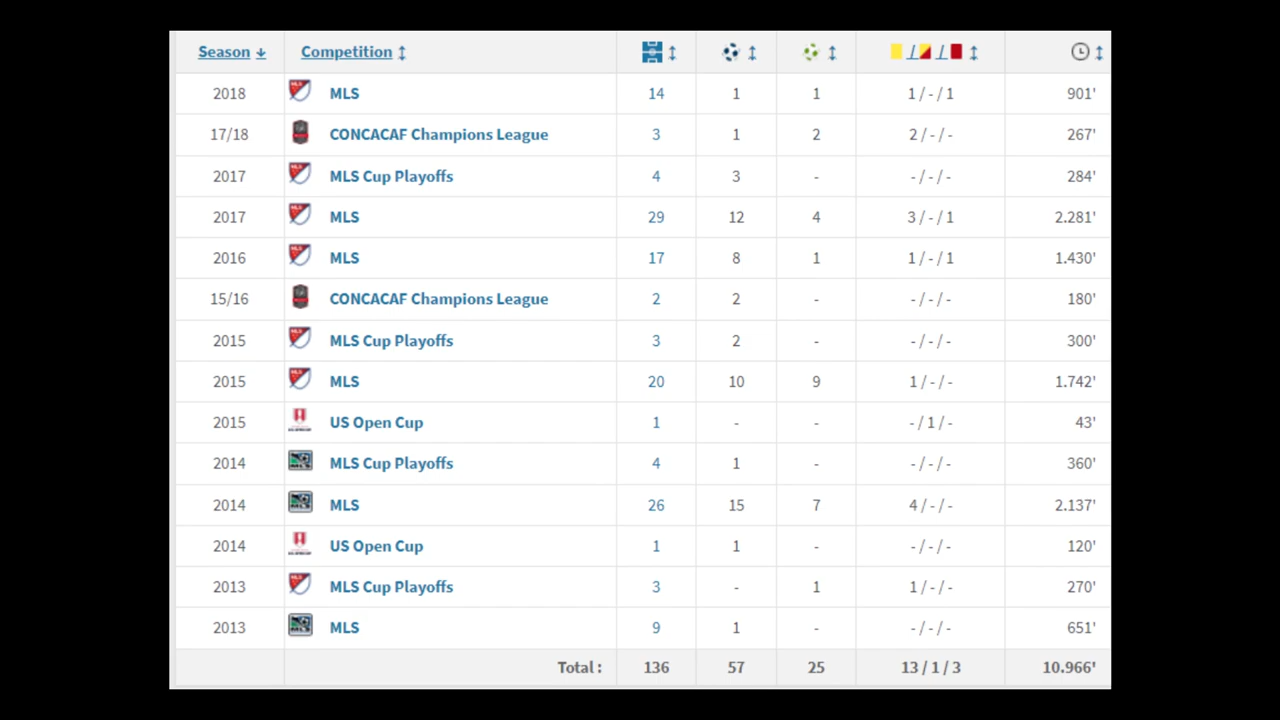 Season Competition
2018 MLS 14 1 1 1 / - / 1 901'
17/18 CONCACAF Champions League 3 1 2 2 / - / - 267'
2017 MLS Cup Playoffs 4 3 - - / - / - 284'
2017 MLS 29 12 4 3 / - / 1 2.281'
2016 MLS 17 8 1 1 / - / 1 1.430'
15/16 CONCACAF Champions League 2 2 - - / - / - 180'
2015 MLS Cup Playoffs 3 2 - - / - / - 300'
2015 MLS 20 10 9 1 / - / - 1.742'
2015 US Open Cup 1 - - - / 1 / - 43'
2014 MLS Cup Playoffs 4 1 - - / - / - 360'
2014 MLS 26 15 7 4 / - / - 2.137'
2014 US Open Cup 1 1 - - / - / - 120'
2013 MLS Cup Playoffs 3 - 1 1 / - / - 270'
2013 MLS 9 1 - - / - / - 651'
Total : 136 57 25 13 / 1 / 3 10.966'